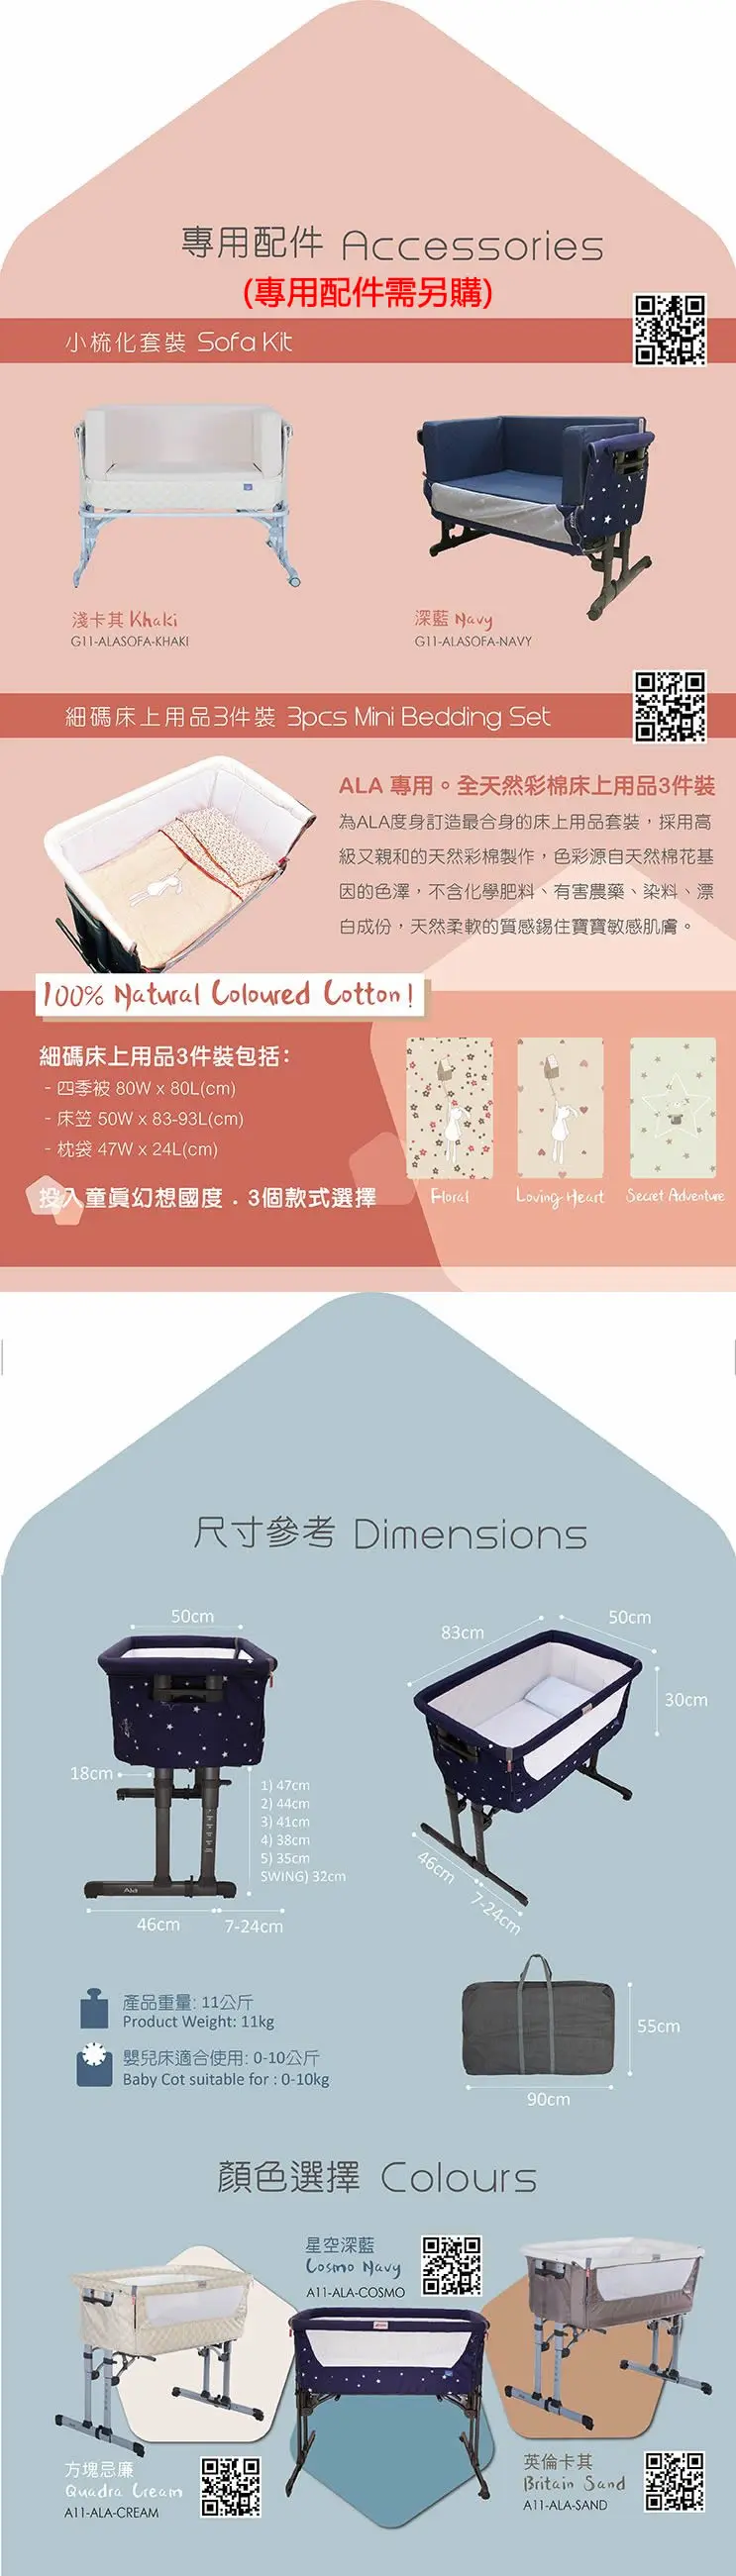 專用配件 Accessories
(專用配件需另購)
小梳化套裝 Sofa Kit
淺卡其 Khaki
G11-ALASOFA-KHAKI
深藍 Navy
G11-ALASOFA-NAVY
細碼床上用品3件裝 3pcs Mini Bedding Set
ALA 專用。全天然彩棉床上用品3件裝
為ALA度身訂造最合身的床上用品套裝，採用高
級又親和的天然彩棉製作，色彩源自天然棉花基
因的色澤，不含化學肥料、有害農藥、染料、漂
白成份，天然柔軟的質感錫住寶寶敏感肌膚。
100% Natural Coloured Cotton!
細碼床上用品3件裝包括：
- 四季被 80W x 80L(cm)
- 床笠 50W x 83-93L(cm)
- 枕袋 47W x 24L(cm)
投入童眞幻想國度．3個款式選擇
Floral
Loving Heart
Secret Adventure
尺寸參考 Dimensions
50cm
18cm
1) 47cm
2) 44cm
3) 41cm
4) 38cm
5) 35cm
SWING) 32cm
Ala
46cm
7-24cm
83cm
50cm
30cm
46cm
7-24cm
產品重量: 11公斤
Product Weight: 11kg
嬰兒床適合使用: 0-10公斤
Baby Cot suitable for : 0-10kg
55cm
90cm
顏色選擇 Colours
星空深藍
Cosmo Navy
A11-ALA-COSMO
方塊忌廉
Quadra Cream
A11-ALA-CREAM
英倫卡其
Britain Sand
A11-ALA-SAND